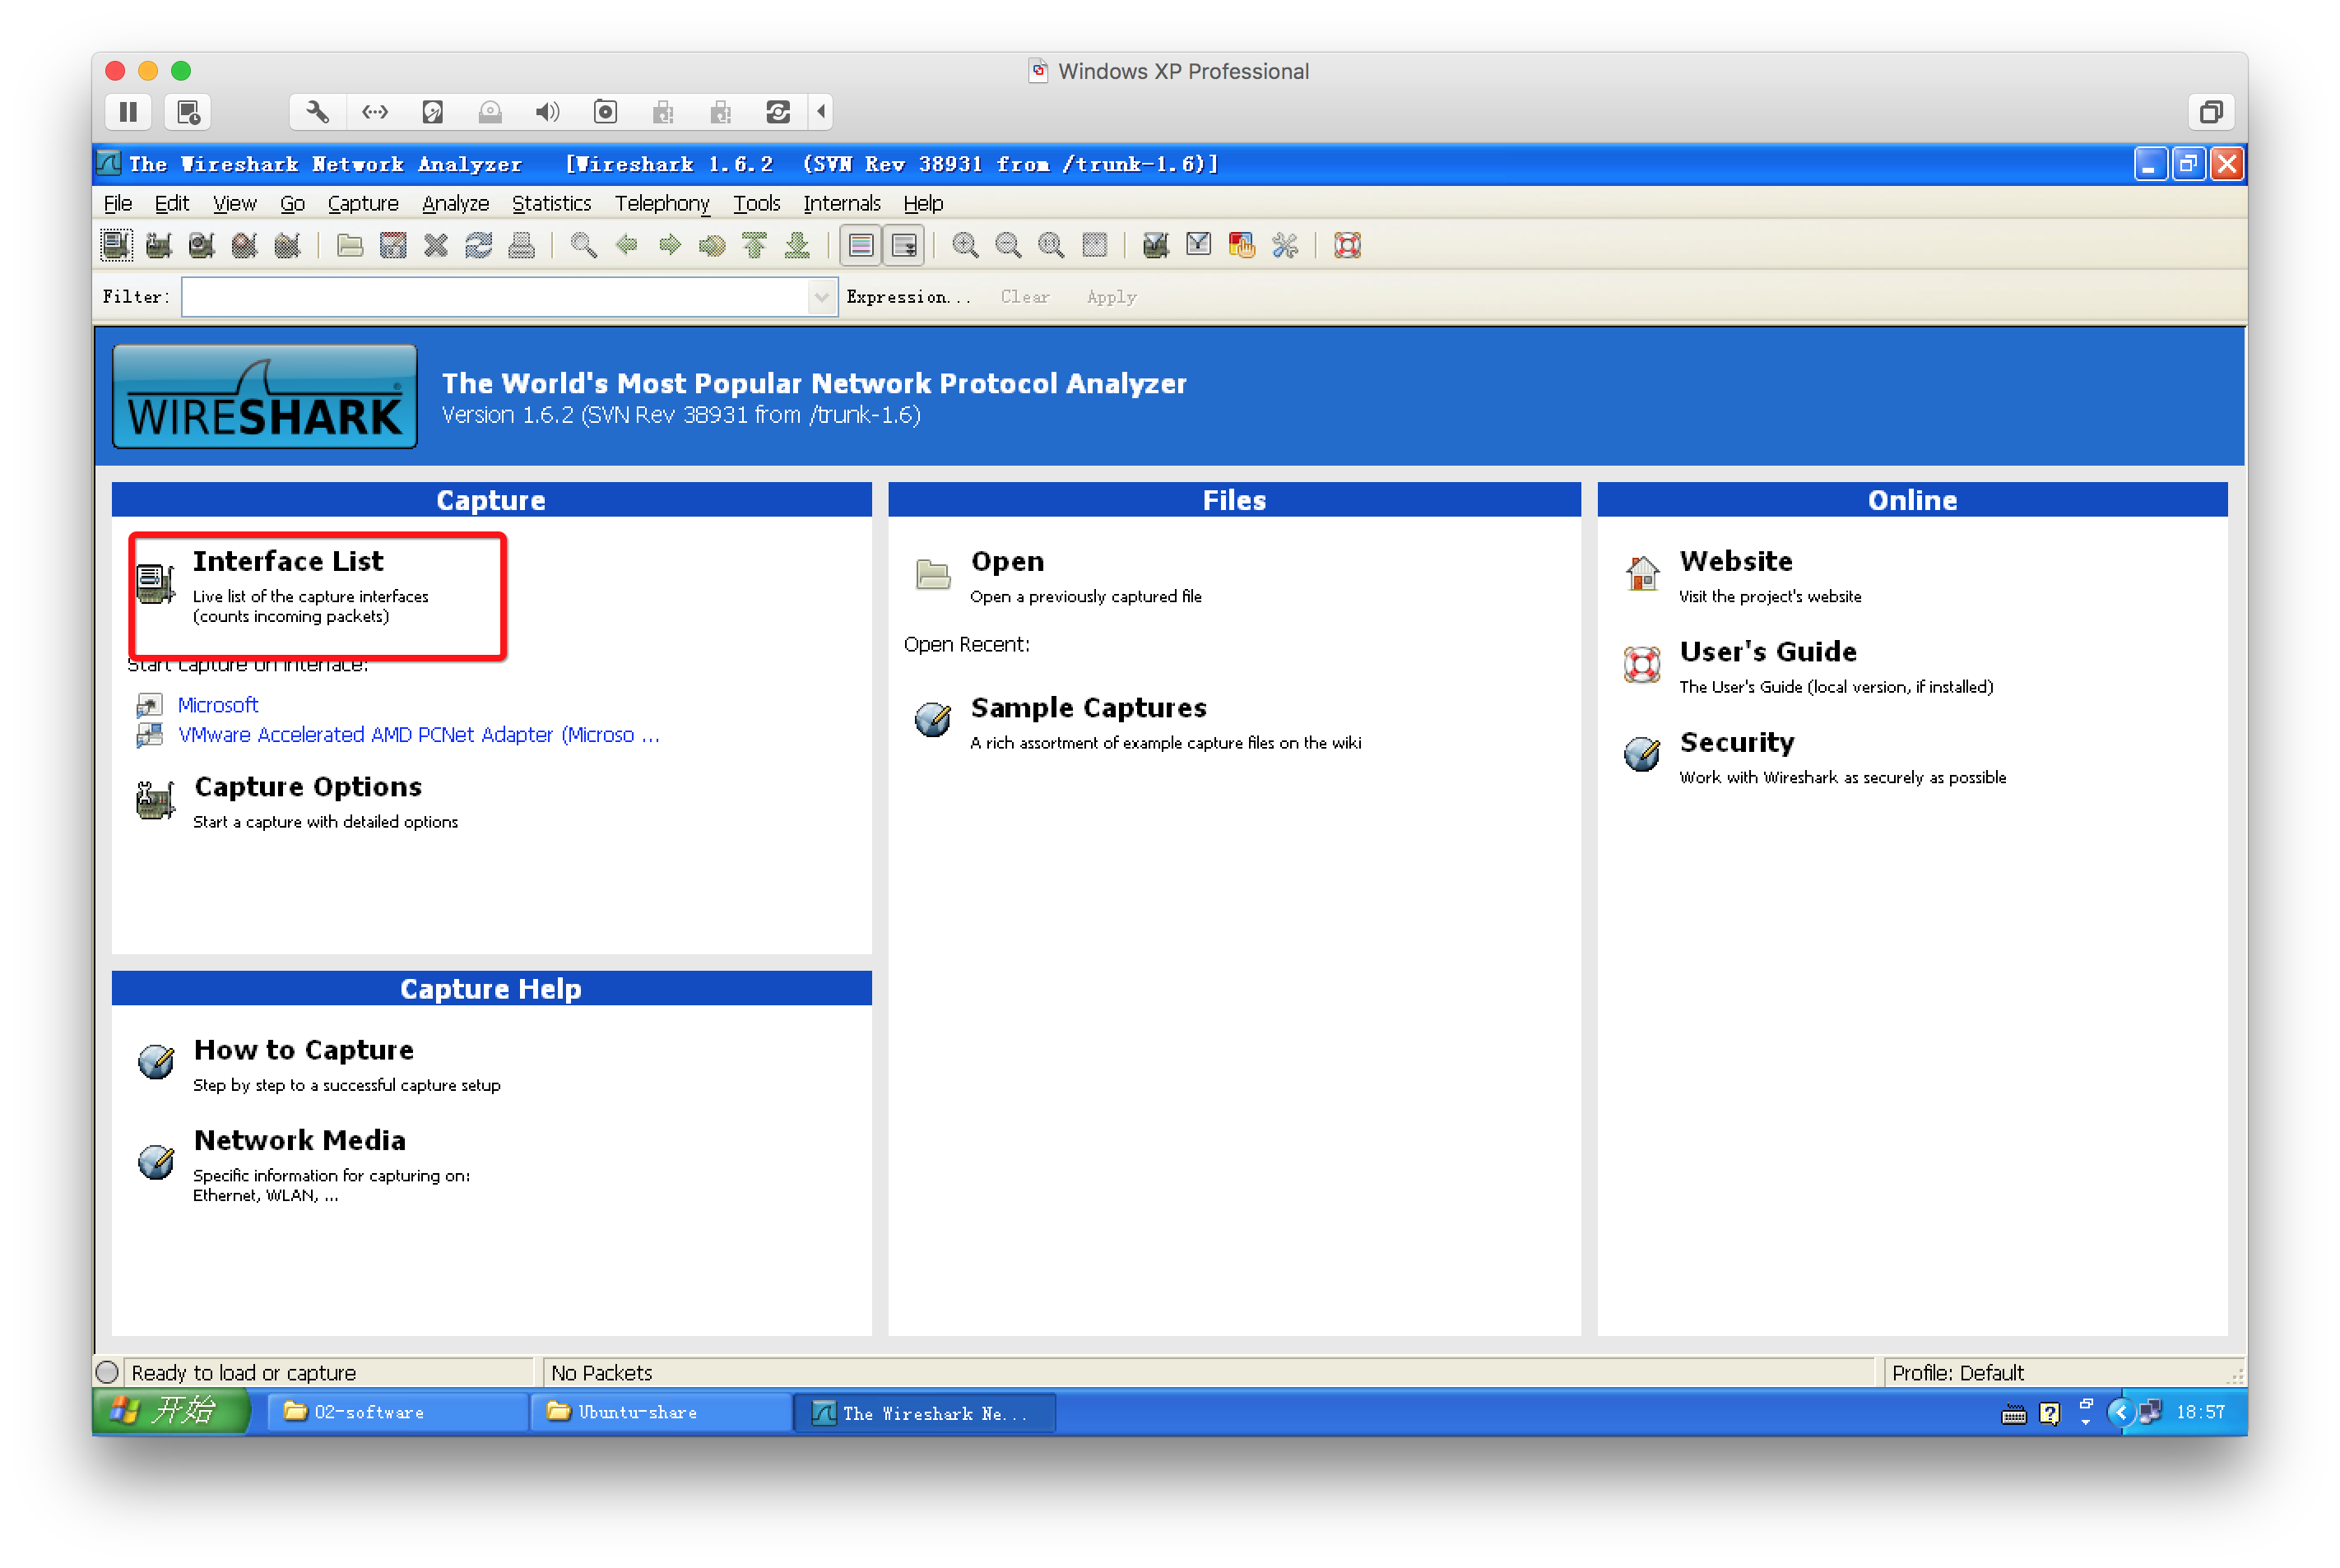 Windows XP Professional
The Wireshark Network Analyzer [Wireshark 1.6.2 (SVN Rev 38931 from /trunk-1.6)]
File Edit View Go Capture Analyze Statistics Telephony Tools Internals Help
Filter: Expression... Clear Apply
WIRESHARK
The World's Most Popular Network Protocol Analyzer
Version 1.6.2 (SVN Rev 38931 from /trunk-1.6)
Capture
Interface List
Live list of the capture interfaces
(counts incoming packets)
Start capture on interface:
Microsoft
VMware Accelerated AMD PCNet Adapter (Microso ...
Capture Options
Start a capture with detailed options
Capture Help
How to Capture
Step by step to a successful capture setup
Network Media
Specific information for capturing on:
Ethernet, WLAN, ...
Files
Open
Open a previously captured file
Open Recent:
Sample Captures
A rich assortment of example capture files on the wiki
Online
Website
Visit the project's website
User's Guide
The User's Guide (local version, if installed)
Security
Work with Wireshark as securely as possible
Ready to load or capture No Packets Profile: Default
开始 02-software Ubuntu-share The Wireshark Ne... 18:57